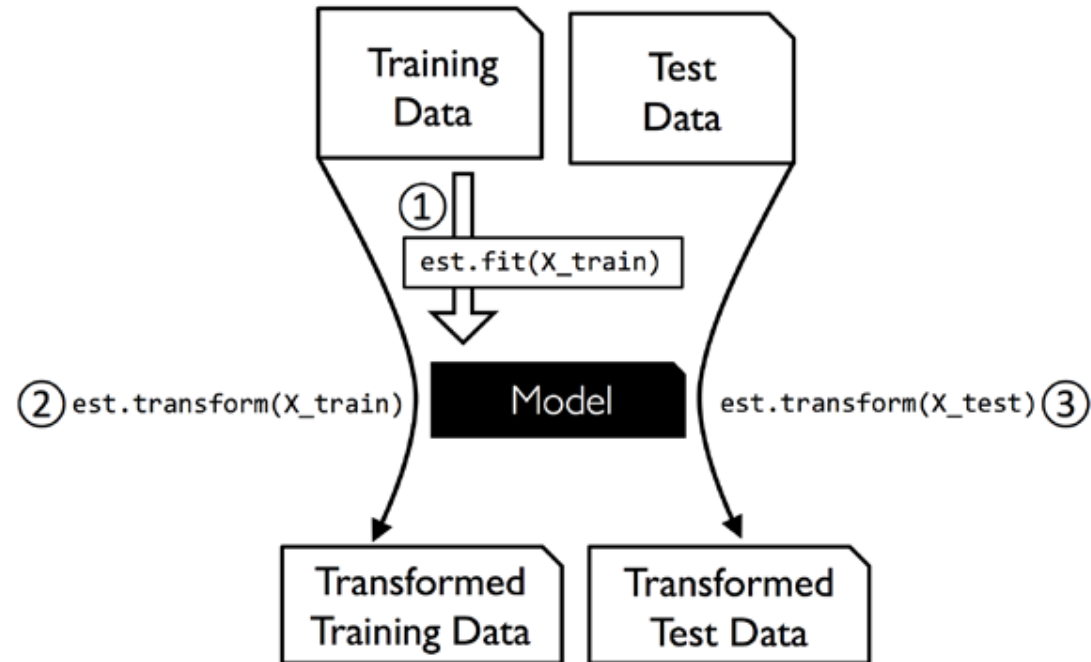 Training
Data
Test
Data
①
est.fit(X_train)
② est.transform(X_train)
Model
est.transform(X_test) ③
Transformed
Training Data
Transformed
Test Data